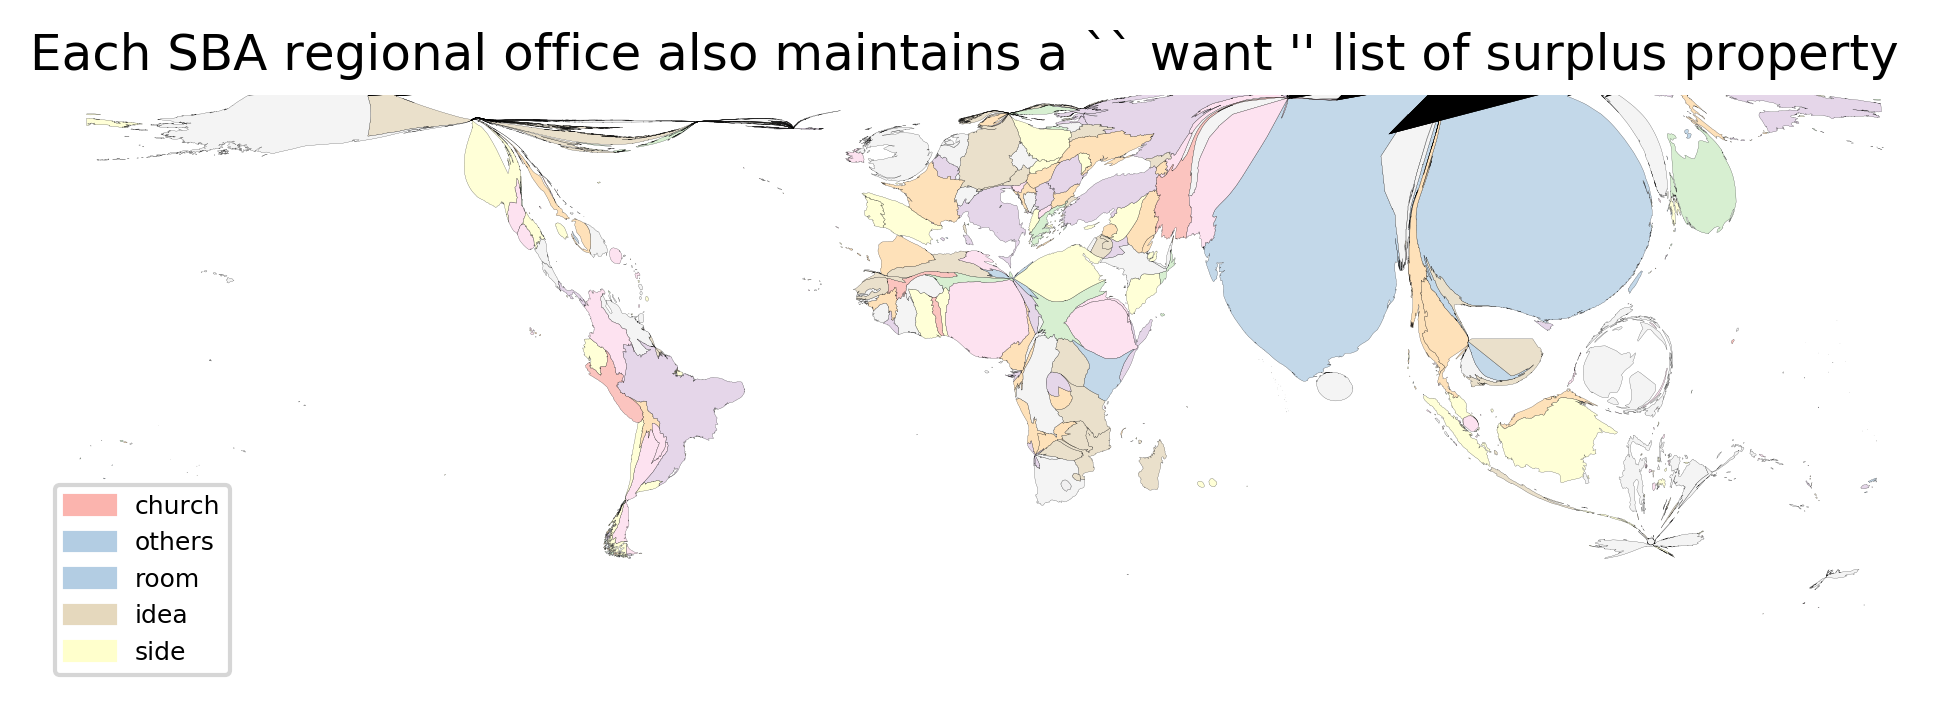 Each SBA regional office also maintains a `` want '' list of surplus property
church
others
room
idea
side